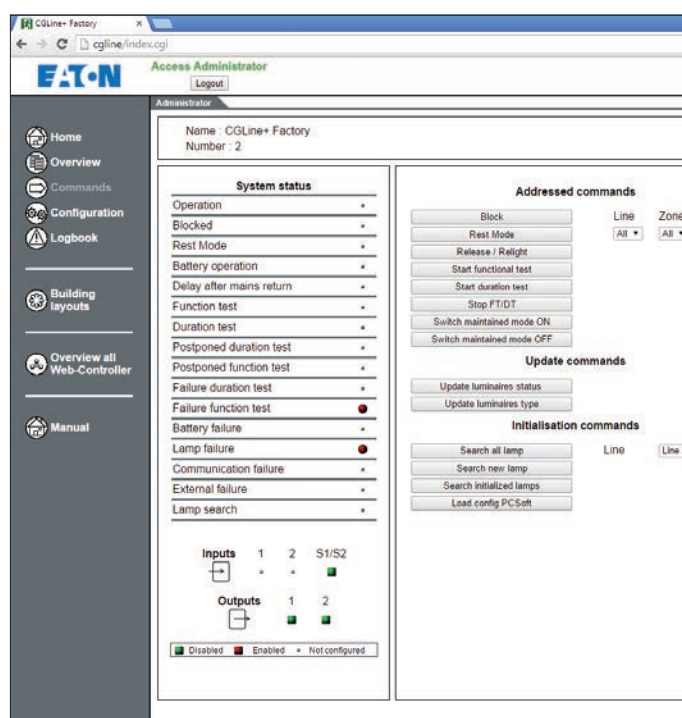 CGLine+ Factory
cgline/index.cgi
EATON
Access Administrator
Logout
Administrator
Home
Overview
Commands
Configuration
Logbook
Building
layouts
Overview all
Web-Controller
Manual
Name : CGLine+ Factory
Number : 2
System status
Operation
Blocked
Rest Mode
Battery operation
Delay after mains return
Function test
Duration test
Postponed duration test
Postponed function test
Failure duration test
Failure function test
Battery failure
Lamp failure
Communication failure
External failure
Lamp search
Inputs 1 2 S1/S2
Outputs 1 2
Disabled Enabled Not configured
Addressed commands
Block Line Zone
Rest Mode All All
Release / Relight
Start functional test
Start duration test
Stop FT/DT
Switch maintained mode ON
Switch maintained mode OFF
Update commands
Update luminaires status
Update luminaires type
Initialisation commands
Search all lamp Line Line
Search new lamp
Search initialized lamps
Load config PCSoft